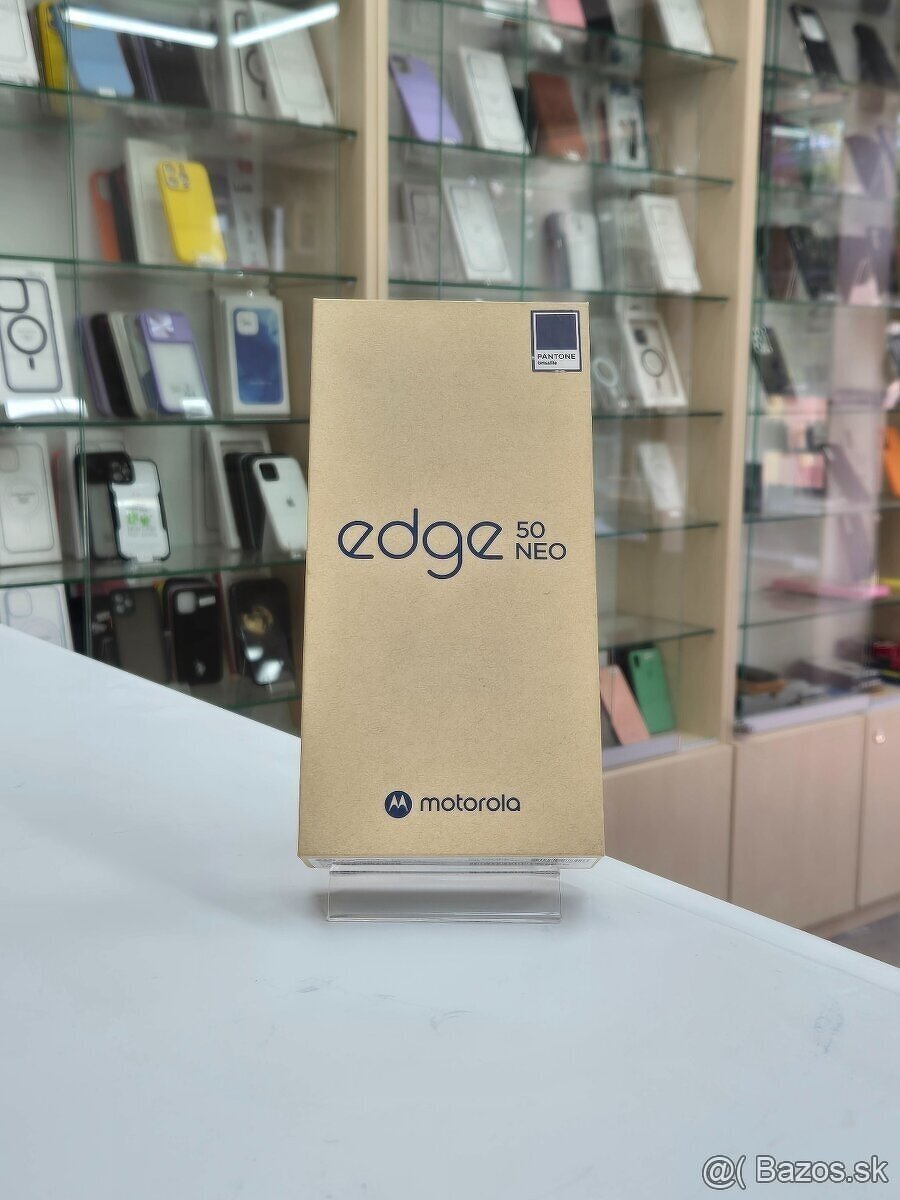 PANTONE
edge 50
NEO
motorola
@( Bazos.sk